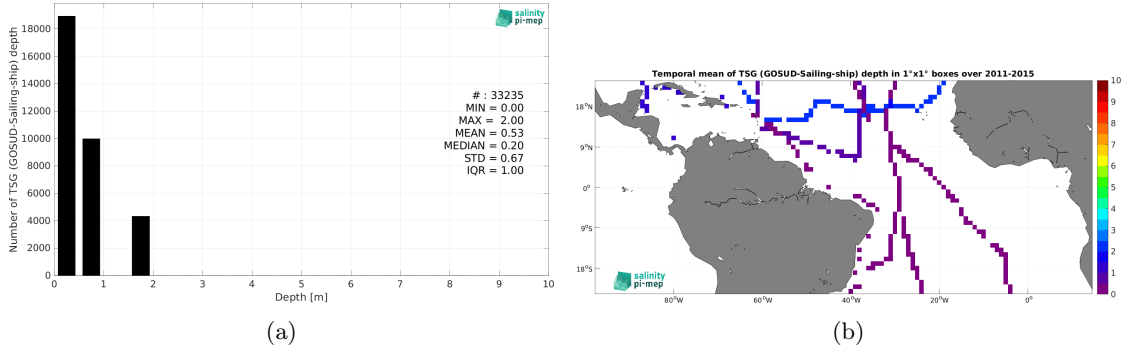 salinity
pi-mep
Number of TSG (GOSUD-Sailing-ship) depth
18000
16000
14000
12000
10000
8000
6000
4000
2000
0
# : 33235
MIN = 0.00
MAX = 2.00
MEAN = 0.53
MEDIAN = 0.20
STD = 0.67
IQR = 1.00
0 1 2 3 4 5 6 7 8 9 10
Depth [m]
(a)
Temporal mean of TSG (GOSUD-Sailing-ship) depth in 1°x1° boxes over 2011-2015
18°N
9°N
0°
9°S
18°S
80°W 60°W 40°W 20°W 0°
salinity
pi-mep
10
9
8
7
6
5
4
3
2
1
0
(b)